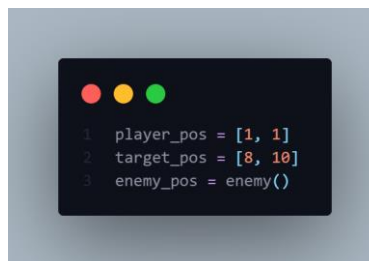 1 player_pos = [1, 1]
2 target_pos = [8, 10]
3 enemy_pos = enemy()